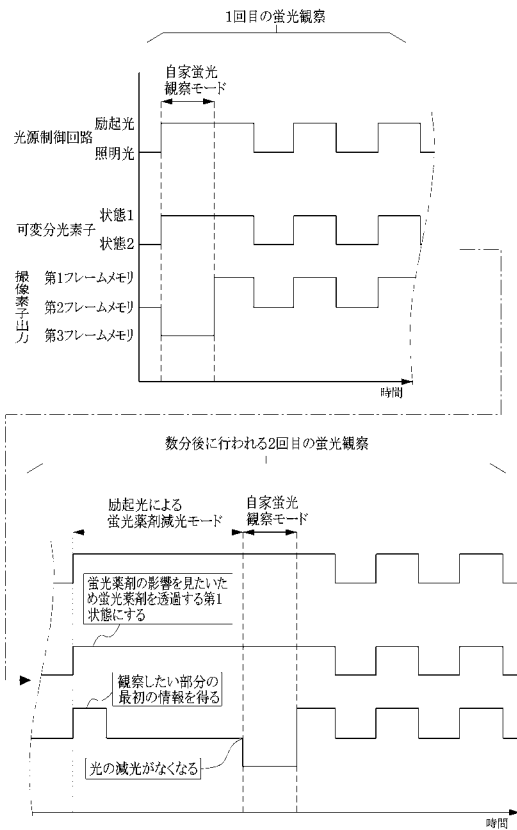 1回目の蛍光観察
自家蛍光
観察モード
光源制御回路
励起光
照明光
可変分光素子
状態1
状態2
撮像素子出力
第1フレームメモリ
第2フレームメモリ
第3フレームメモリ
時間
数分後に行われる2回目の蛍光観察
励起光による
蛍光薬剤減光モード
自家蛍光
観察モード
蛍光薬剤の影響を見たいた
め蛍光薬剤を透過する第1
状態にする
観察したい部分の
最初の情報を得る
光の減光がなくなる
時間